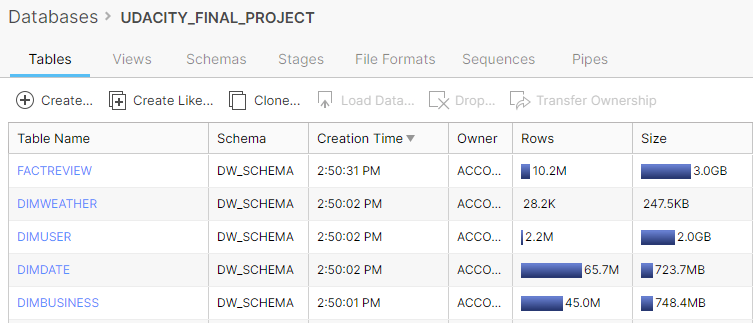 Databases > UDACITY_FINAL_PROJECT
Tables Views Schemas Stages File Formats Sequences Pipes
Create... Create Like... Clone... Load Data... Drop... Transfer Ownership
Table Name Schema Creation Time Owner Rows Size
FACTREVIEW DW_SCHEMA 2:50:31 PM ACCO... 10.2M 3.0GB
DIMWEATHER DW_SCHEMA 2:50:02 PM ACCO... 28.2K 247.5KB
DIMUSER DW_SCHEMA 2:50:02 PM ACCO... 2.2M 2.0GB
DIMDATE DW_SCHEMA 2:50:02 PM ACCO... 65.7M 723.7MB
DIMBUSINESS DW_SCHEMA 2:50:01 PM ACCO... 45.0M 748.4MB